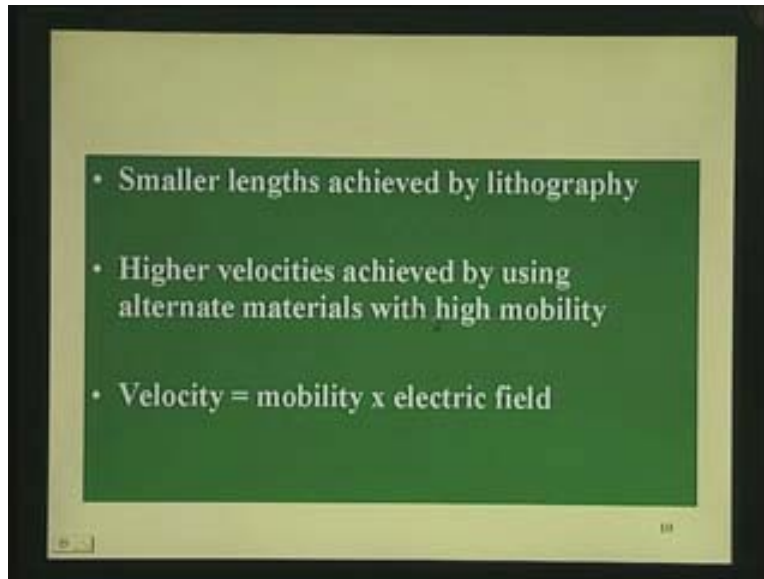 • Smaller lengths achieved by lithography
• Higher velocities achieved by using
alternate materials with high mobility
• Velocity = mobility x electric field